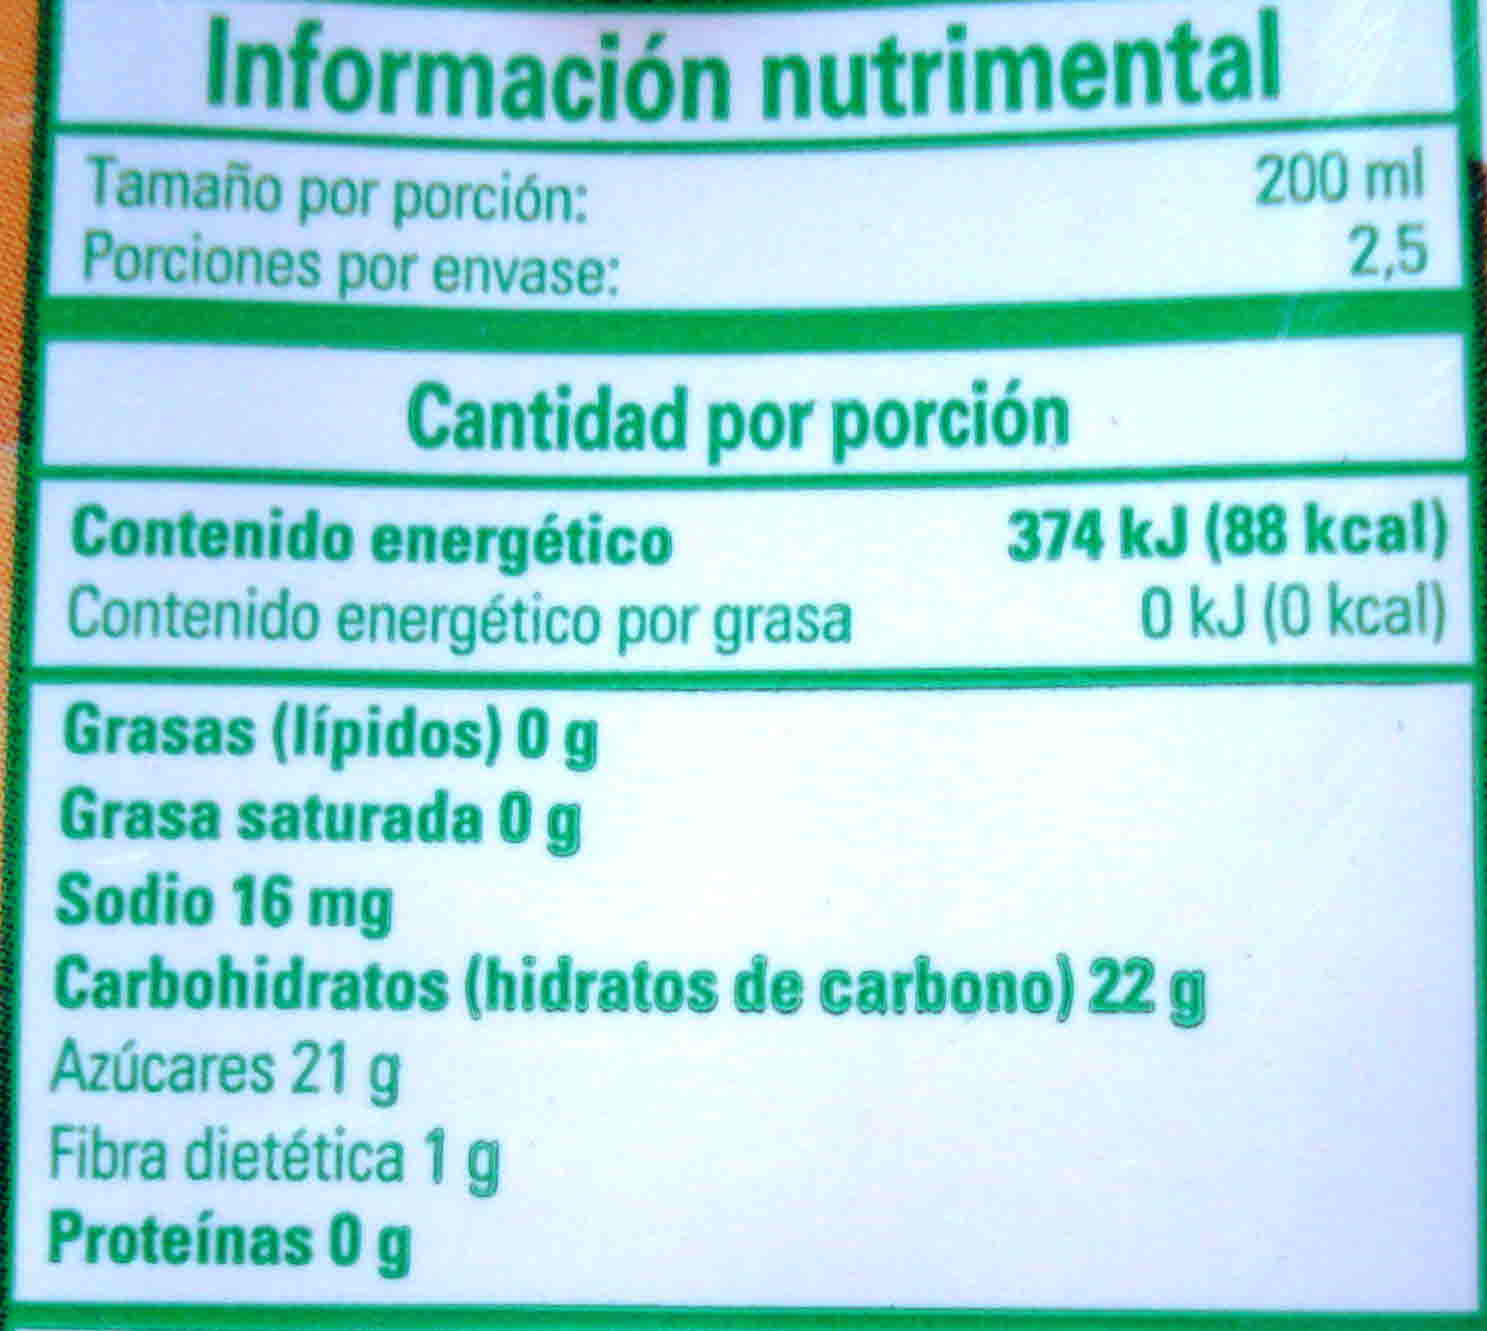 Información nutrimental
Tamaño por porción: 200 ml
Porciones por envase: 2,5
Cantidad por porción
Contenido energético 374 kJ (88 kcal)
Contenido energético por grasa 0 kJ (0 kcal)
Grasas (lípidos) 0 g
Grasa saturada 0 g
Sodio 16 mg
Carbohidratos (hidratos de carbono) 22 g
Azúcares 21 g
Fibra dietética 1 g
Proteínas 0 g